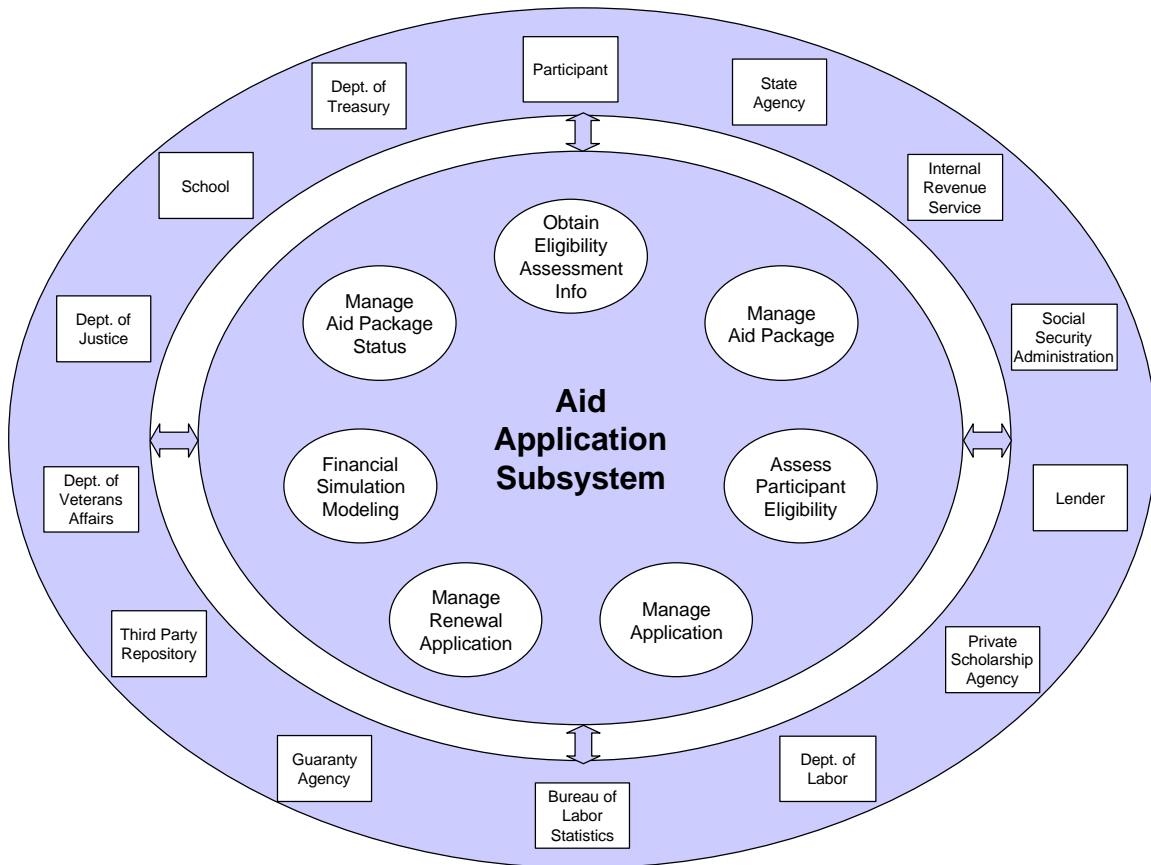 Participant
Dept. of
Treasury
State
Agency
School
Internal
Revenue
Service
Obtain
Eligibility
Assessment
Info
Manage
Aid Package
Status
Manage
Aid Package
Dept. of
Justice
Social
Security
Administration
Aid
Application
Subsystem
Financial
Simulation
Modeling
Assess
Participant
Eligibility
Dept. of
Veterans
Affairs
Lender
Manage
Renewal
Application
Manage
Application
Third Party
Repository
Private
Scholarship
Agency
Guaranty
Agency
Dept. of
Labor
Bureau of
Labor
Statistics